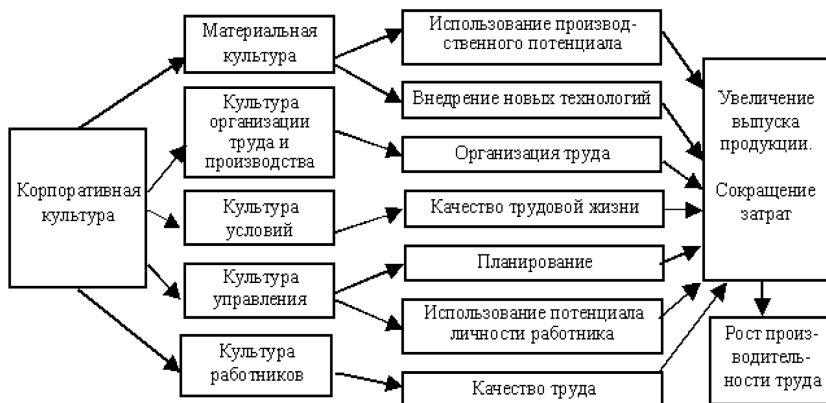 Корпоративная
культура
Материальная
культура
Культура
организации
труда и
производства
Культура
условий
Культура
управления
Культура
работников
Использование производ-
ственного потенциала
Внедрение новых технологий
Организация труда
Качество трудовой жизни
Планирование
Использование потенциала
личности работника
Качество труда
Увеличение
выпуска
продукции.
Сокращение
затрат
Рост произ-
водитель-
ности труда